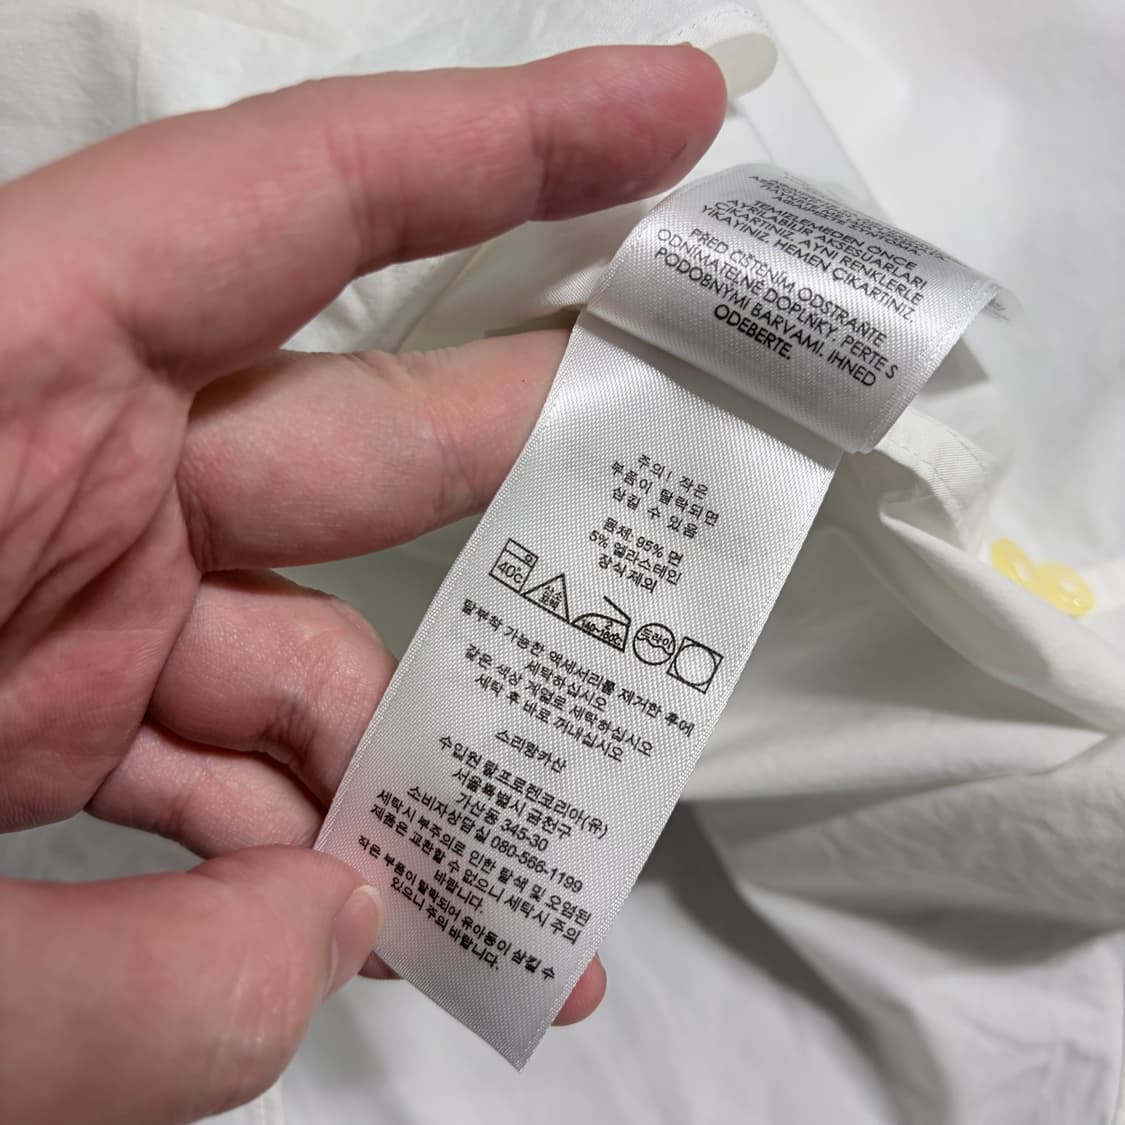 TEMELEMEDEN ÖNCE
AYRILABİLİR AKSESUARLARI
ÇIKARTINIZ. AYNI RENKLERLE
YIKAYINIZ. HEMEN ÇIKARTINIZ.
PŘED ČIŠTĚNÍM ODSTRAŇTE
ODNÍMATELNÉ DOPLŇKY. PERTE S
PODOBNÝMI BARVAMI. IHNED
ODEBERTE.
주의! 작은
부품이 탈락되면
삼킬 수 있음
몸체: 95% 면
5% 엘라스테인
장식 제외
40c
드라이
탈부착 가능한 액세서리를 제거한 후에
세탁하십시오
같은 색상 계열로 세탁하십시오
세탁 후 바로 꺼내십시오
스리랑카산
수입원 랄프로렌코리아(유)
서울특별시 금천구
가산동 345-30
소비자상담실 080-566-1199
세탁시 부주의로 인한 탈색 및 오염된
제품은 교환할 수 없으니 세탁시 주의
바랍니다.
작은 부품이 탈락되어 유아동이 삼킬 수
있으니 주의 바랍니다.